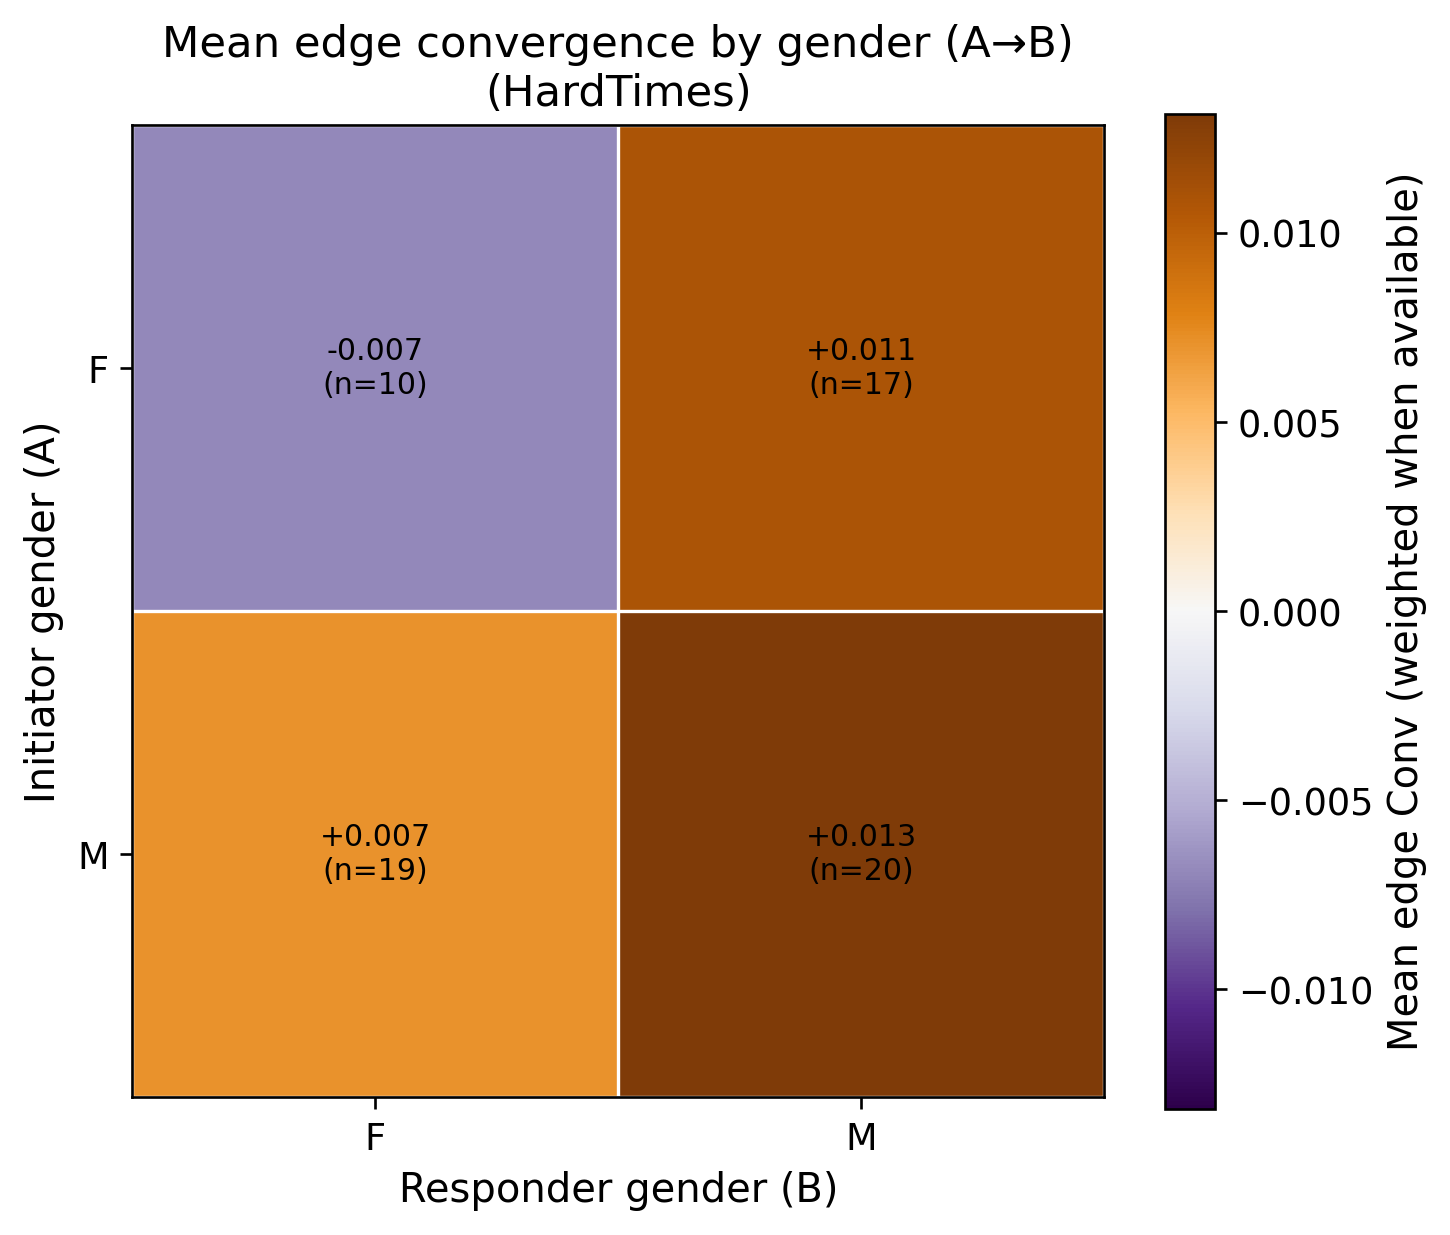 Mean edge convergence by gender (A→B)
(HardTimes)
Initiator gender (A)
F
M
-0.007
(n=10)
+0.011
(n=17)
+0.007
(n=19)
+0.013
(n=20)
F
M
Responder gender (B)
0.010
0.005
0.000
−0.005
−0.010
Mean edge Conv (weighted when available)